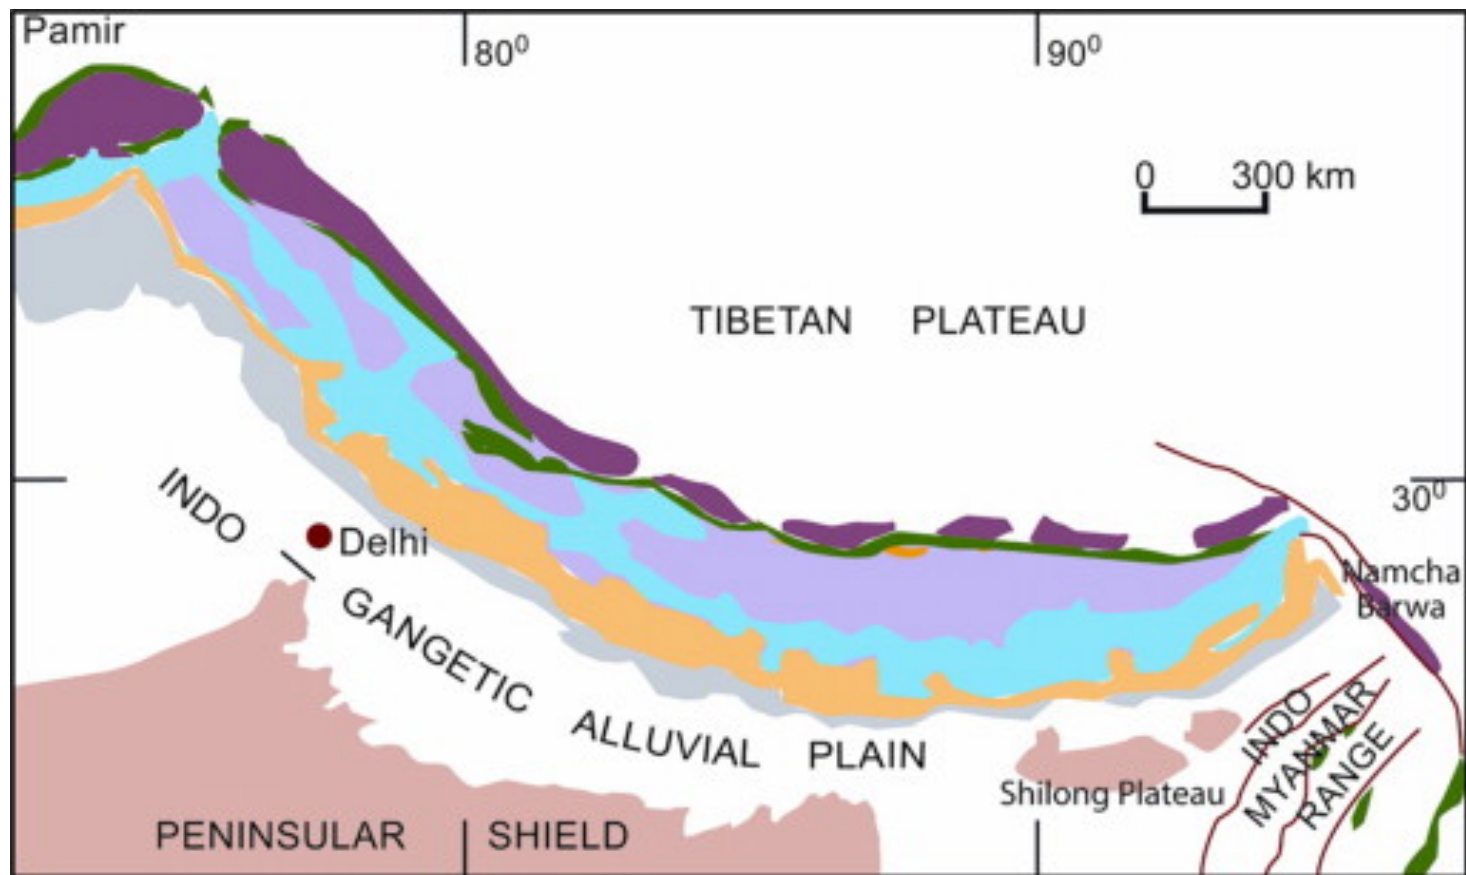 Pamir
80⁰
90⁰
0 300 km
TIBETAN PLATEAU
30⁰
INDO
Delhi
Namcha
Barwa
GANGETIC
ALLUVIAL PLAIN
INDO
MYANMAR
RANGE
Shilong Plateau
PENINSULAR SHIELD